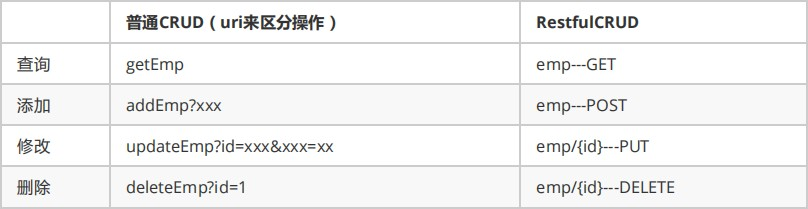 普通CRUD（uri来区分操作） RestfulCRUD
查询 getEmp emp---GET
添加 addEmp?xxx emp---POST
修改 updateEmp?id=xxx&xxx=xx emp/{id}---PUT
删除 deleteEmp?id=1 emp/{id}---DELETE